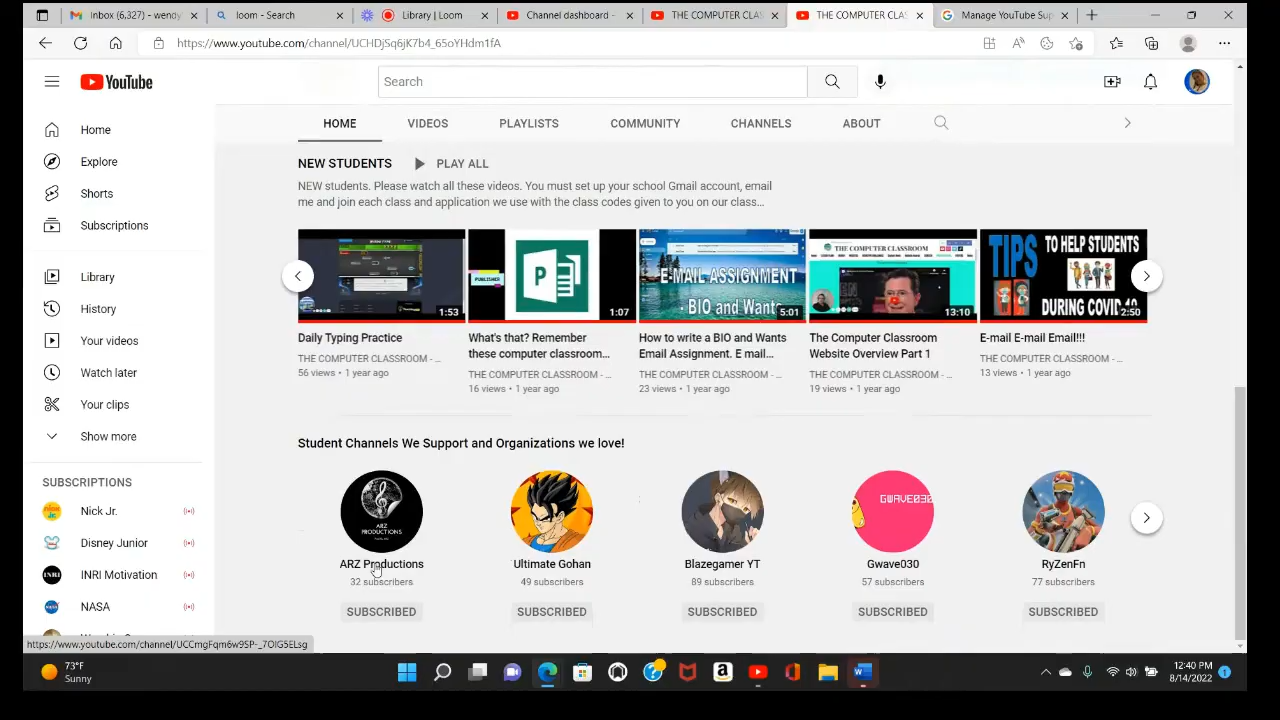 Inbox (6,327) - wendy
loom - Search
Library | Loom
Channel dashboard -
THE COMPUTER CLAS
THE COMPUTER CLA
Manage YouTube Sup
https://www.youtube.com/channel/UCHDjSq6jK7b4_65oYHdm1fA
YouTube
Search
HOME
VIDEOS
PLAYLISTS
COMMUNITY
CHANNELS
ABOUT
Home
Explore
Shorts
Subscriptions
Library
History
Your videos
Watch later
Your clips
Show more
SUBSCRIPTIONS
Nick Jr.
Disney Junior
INRI Motivation
NASA
NEW STUDENTS
PLAY ALL
NEW students. Please watch all these videos. You must set up your school Gmail account, email
me and join each class and application we use with the class codes given to you on our class...
1:53
Daily Typing Practice
THE COMPUTER CLASSROOM - ...
56 views • 1 year ago
PUBLISHER
P
1:07
What's that? Remember
these computer classroom...
THE COMPUTER CLASSROOM - ...
16 views • 1 year ago
E-MAIL ASSIGNMENT
- BIO and Wants
5:01
How to write a BIO and Wants
Email Assignment. E mail...
THE COMPUTER CLASSROOM - ...
23 views • 1 year ago
THE COMPUTER CLASSROOM
13:10
The Computer Classroom
Website Overview Part 1
THE COMPUTER CLASSROOM - ...
19 views • 1 year ago
TIPS
TO HELP STUDENTS
DURING COVID-19
2:50
E-mail E-mail Email!!!
THE COMPUTER CLASSROOM - ...
13 views • 1 year ago
Student Channels We Support and Organizations we love!
ARZ
PRODUCTIONS
ARZ Productions
32 subscribers
SUBSCRIBED
Ultimate Gohan
49 subscribers
SUBSCRIBED
Blazegamer YT
89 subscribers
SUBSCRIBED
GWAVE030
Gwave030
57 subscribers
SUBSCRIBED
RyZenFn
77 subscribers
SUBSCRIBED
https://www.youtube.com/channel/UCCmgFqm6w9SP-_7OlG5ELsg
73°F
Sunny
12:40 PM
8/14/2022